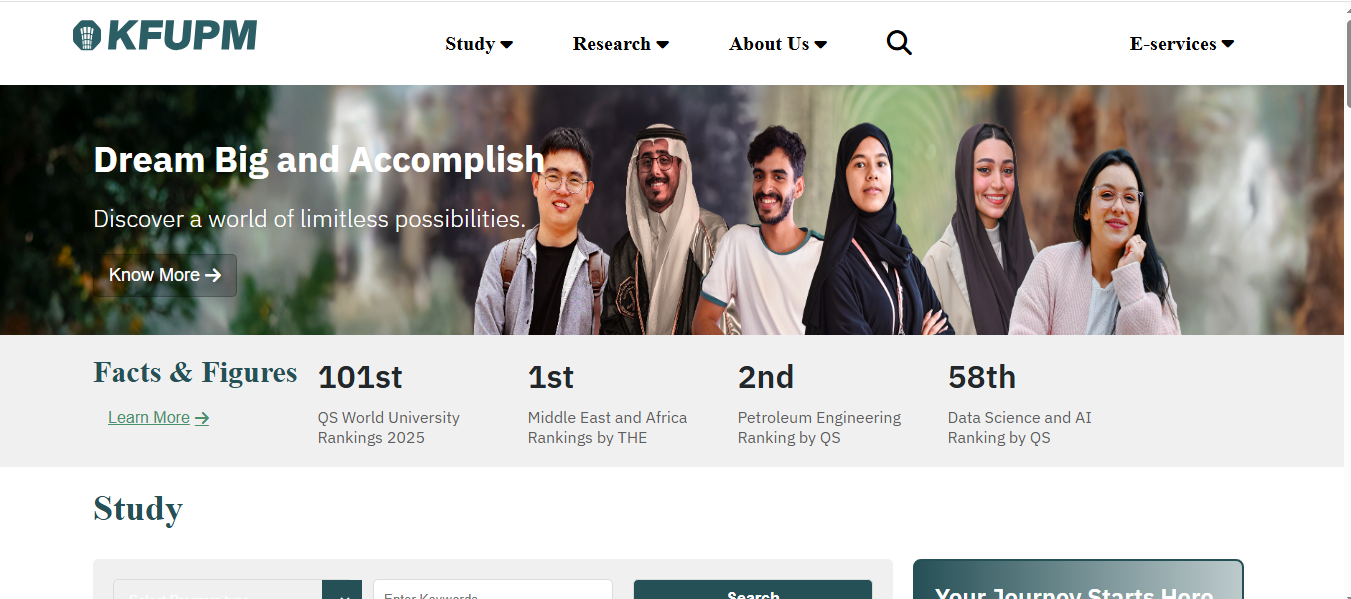 KFUPM
Study
Research
About Us
E-services
Dream Big and Accomplish
Discover a world of limitless possibilities.
Know More →
Facts & Figures
Learn More →
101st
QS World University
Rankings 2025
1st
Middle East and Africa
Rankings by THE
2nd
Petroleum Engineering
Ranking by QS
58th
Data Science and AI
Ranking by QS
Study
Enter Keywords
Search
Your Journey Starts Here